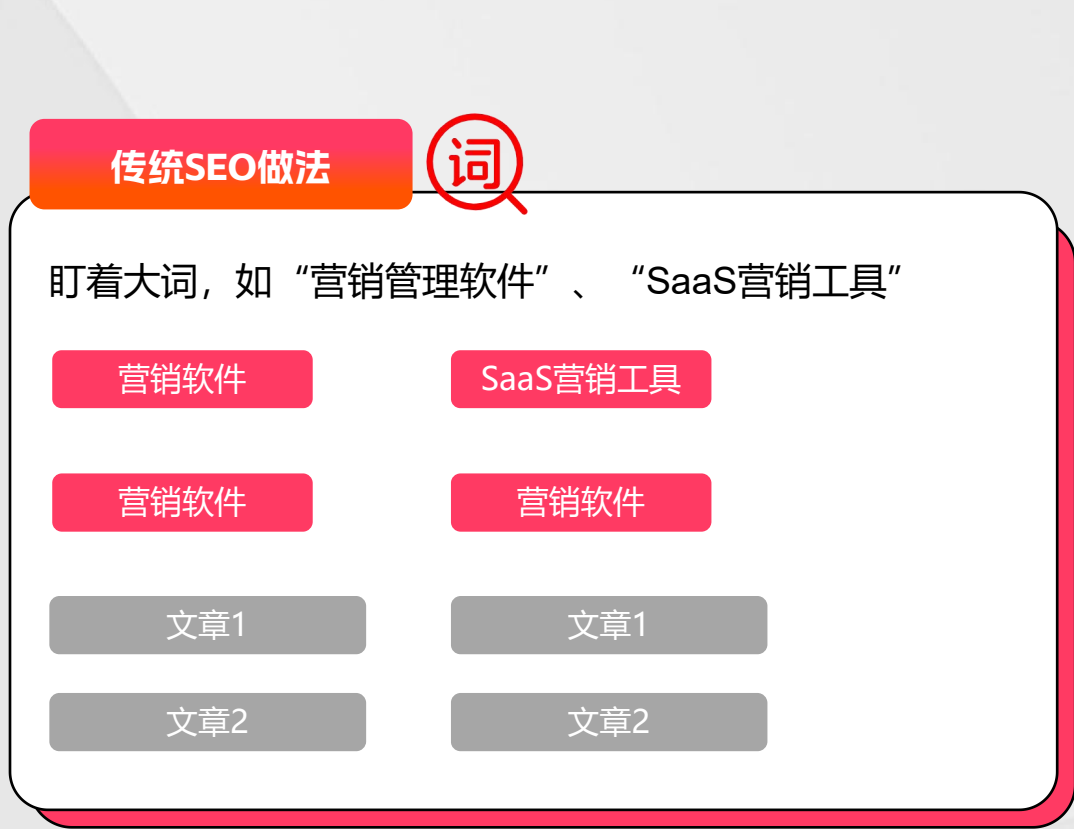 传统SEO做法
词
盯着大词，如“营销管理软件”、 “SaaS营销工具”
营销软件 SaaS营销工具
营销软件 营销软件
文章1 文章1
文章2 文章2